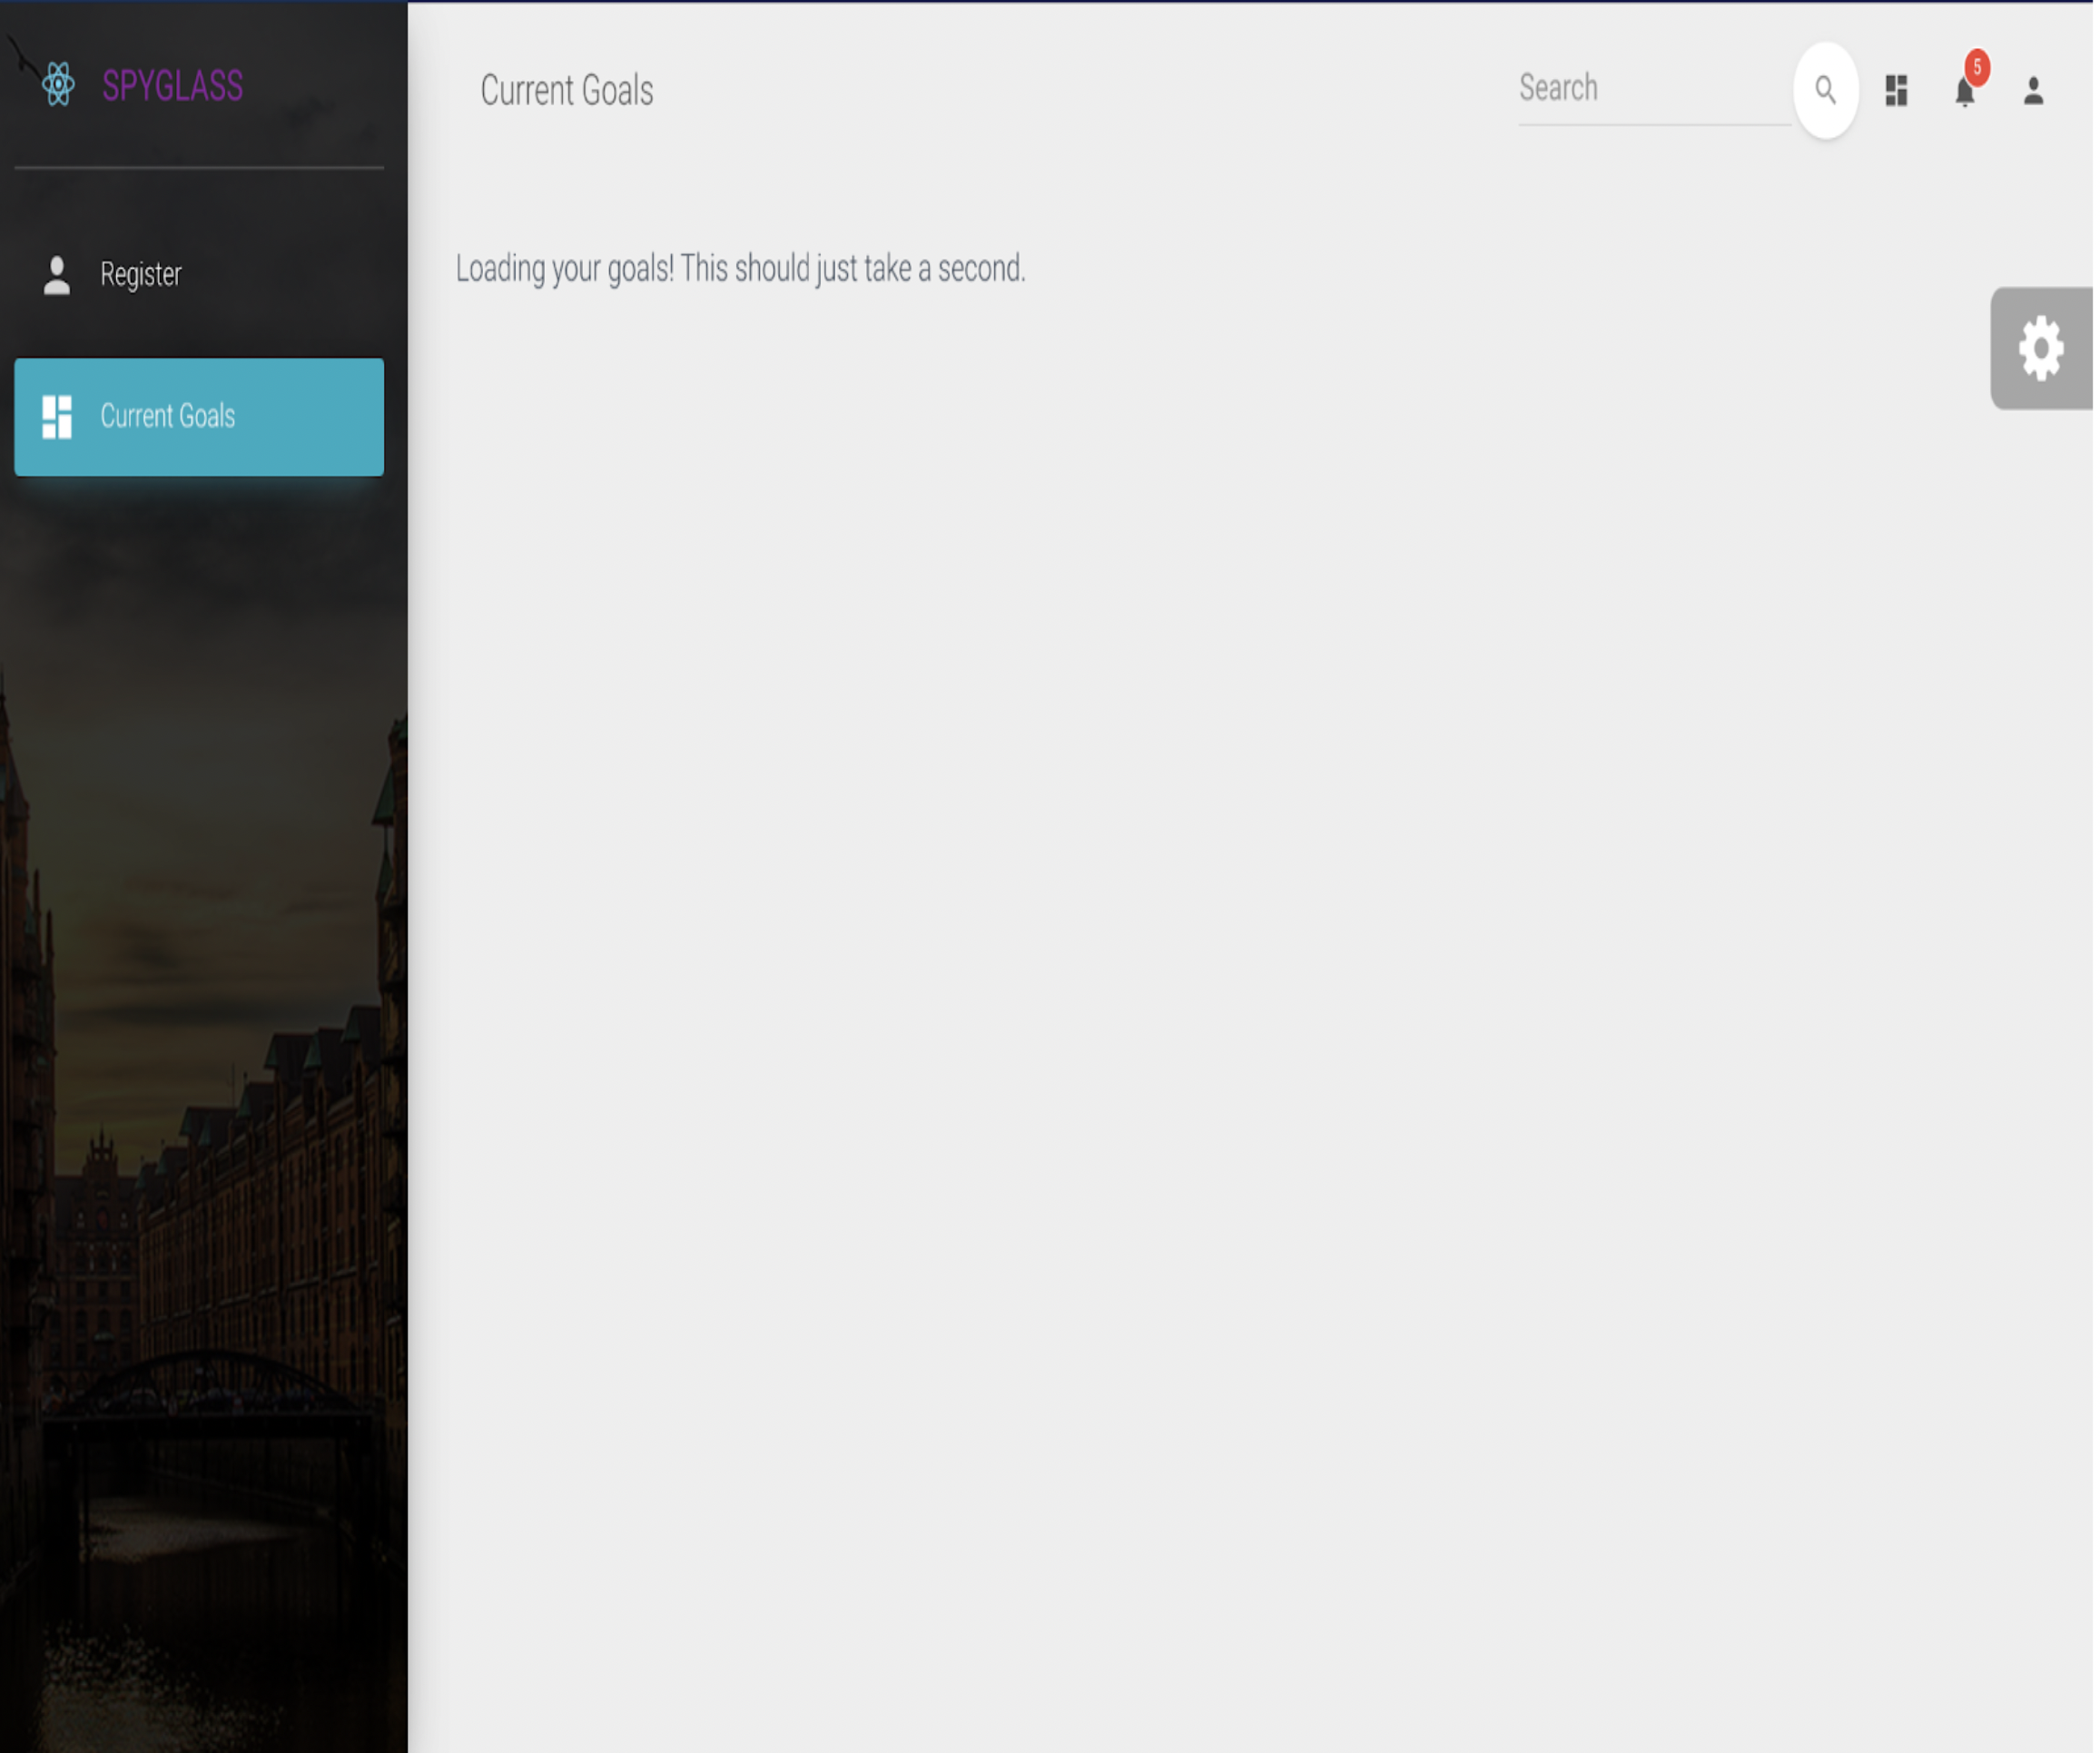 SPYGLASS
Current Goals
Search
5
Register
Loading your goals! This should just take a second.
Current Goals